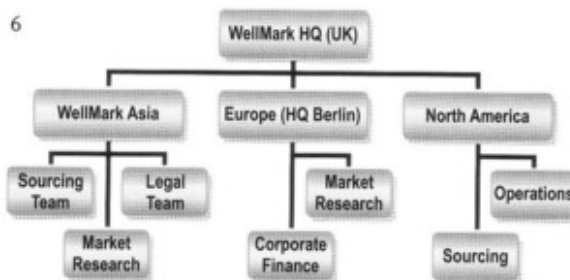 6
WellMark HQ (UK)
WellMark Asia
Europe (HQ Berlin)
North America
Sourcing
Team
Legal
Team
Market
Research
Market
Research
Corporate
Finance
Operations
Sourcing